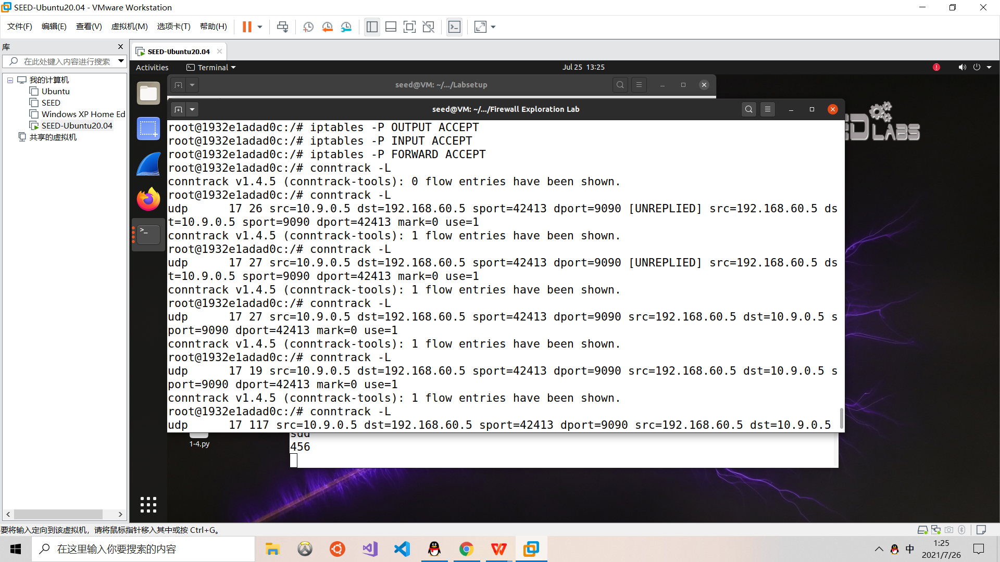 SEED-Ubuntu20.04 - VMware Workstation
文件(F) 编辑(E) 查看(V) 虚拟机(M) 选项卡(T) 帮助(H)
库
在此处键入内容进行搜索
我的计算机
Ubuntu
SEED
Windows XP Home Ed
SEED-Ubuntu20.04
共享的虚拟机
SEED-Ubuntu20.04
Activities Terminal Jul 25 13:25
seed@VM: ~/.../Labsetup
seed@VM: ~/.../Firewall Exploration Lab
root@1932e1adad0c:/# iptables -P OUTPUT ACCEPT
root@1932e1adad0c:/# iptables -P INPUT ACCEPT
root@1932e1adad0c:/# iptables -P FORWARD ACCEPT
root@1932e1adad0c:/# conntrack -L
conntrack v1.4.5 (conntrack-tools): 0 flow entries have been shown.
root@1932e1adad0c:/# conntrack -L
udp      17 26 src=10.9.0.5 dst=192.168.60.5 sport=42413 dport=9090 [UNREPLIED] src=192.168.60.5 ds
t=10.9.0.5 sport=9090 dport=42413 mark=0 use=1
conntrack v1.4.5 (conntrack-tools): 1 flow entries have been shown.
root@1932e1adad0c:/# conntrack -L
udp      17 27 src=10.9.0.5 dst=192.168.60.5 sport=42413 dport=9090 [UNREPLIED] src=192.168.60.5 ds
t=10.9.0.5 sport=9090 dport=42413 mark=0 use=1
conntrack v1.4.5 (conntrack-tools): 1 flow entries have been shown.
root@1932e1adad0c:/# conntrack -L
udp      17 27 src=10.9.0.5 dst=192.168.60.5 sport=42413 dport=9090 src=192.168.60.5 dst=10.9.0.5 s
port=9090 dport=42413 mark=0 use=1
conntrack v1.4.5 (conntrack-tools): 1 flow entries have been shown.
root@1932e1adad0c:/# conntrack -L
udp      17 19 src=10.9.0.5 dst=192.168.60.5 sport=42413 dport=9090 src=192.168.60.5 dst=10.9.0.5 s
port=9090 dport=42413 mark=0 use=1
conntrack v1.4.5 (conntrack-tools): 1 flow entries have been shown.
root@1932e1adad0c:/# conntrack -L
udp      17 117 src=10.9.0.5 dst=192.168.60.5 sport=42413 dport=9090 src=192.168.60.5 dst=10.9.0.5
456
1-4.py
ED LABS
要将输入定向到该虚拟机，请将鼠标指针移入其中或按 Ctrl+G。
在这里输入你要搜索的内容
中
1:25
2021/7/26